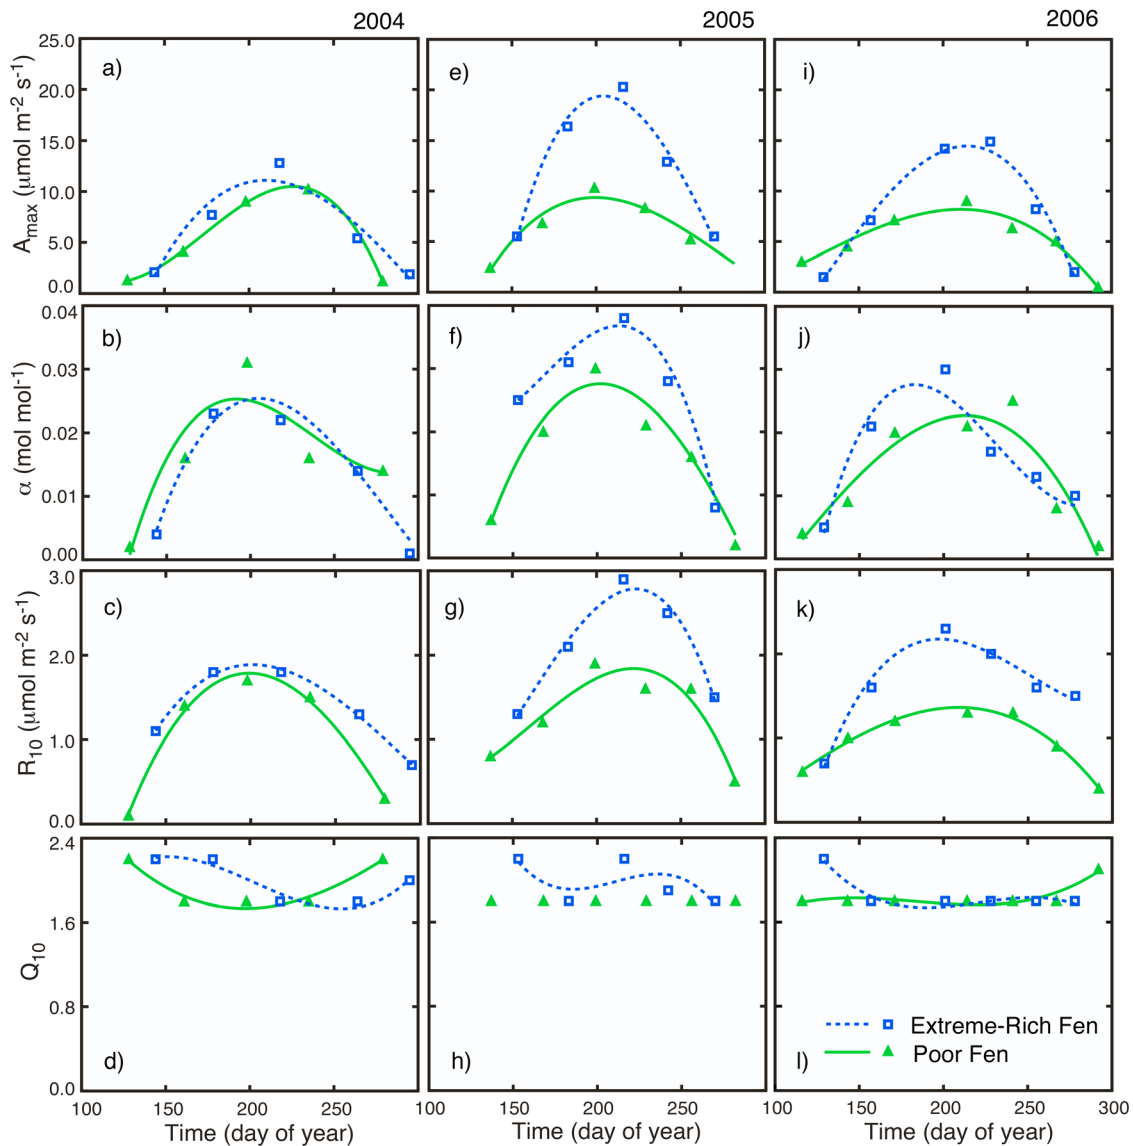 2004 2005 2006
25.0
a) e) i)
20.0
15.0
10.0
5.0
0.0
Amax (μmol m-2 s-1)
0.04
b) f) j)
0.03
0.02
0.01
0.00
α (mol mol-1)
3.0
c) g) k)
2.0
1.0
0.0
R10 (μmol m-2 s-1)
2.4
1.6
0.8
0.0
Q10
Extreme-Rich Fen
Poor Fen
d) h) l)
100 150 200 250 100 150 200 250 100 150 200 250 300
Time (day of year) Time (day of year) Time (day of year)